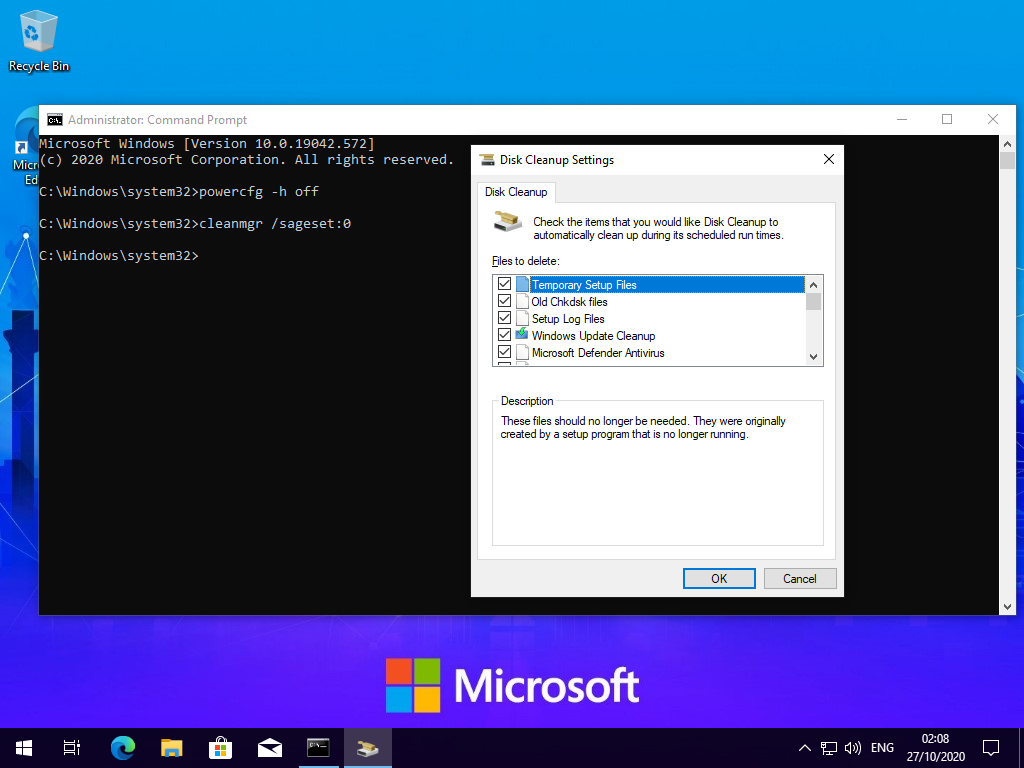 Recycle Bin
Administrator: Command Prompt
Microsoft Windows [Version 10.0.19042.572]
(c) 2020 Microsoft Corporation. All rights reserved.
C:\Windows\system32>powercfg -h off
C:\Windows\system32>cleanmgr /sageset:0
C:\Windows\system32>
Micr
Ed
Disk Cleanup Settings
Disk Cleanup
Check the items that you would like Disk Cleanup to
automatically clean up during its scheduled run times.
Files to delete:
Temporary Setup Files
Old Chkdsk files
Setup Log Files
Windows Update Cleanup
Microsoft Defender Antivirus
Description
These files should no longer be needed. They were originally
created by a setup program that is no longer running.
OK
Cancel
Microsoft
ENG
02:08
27/10/2020